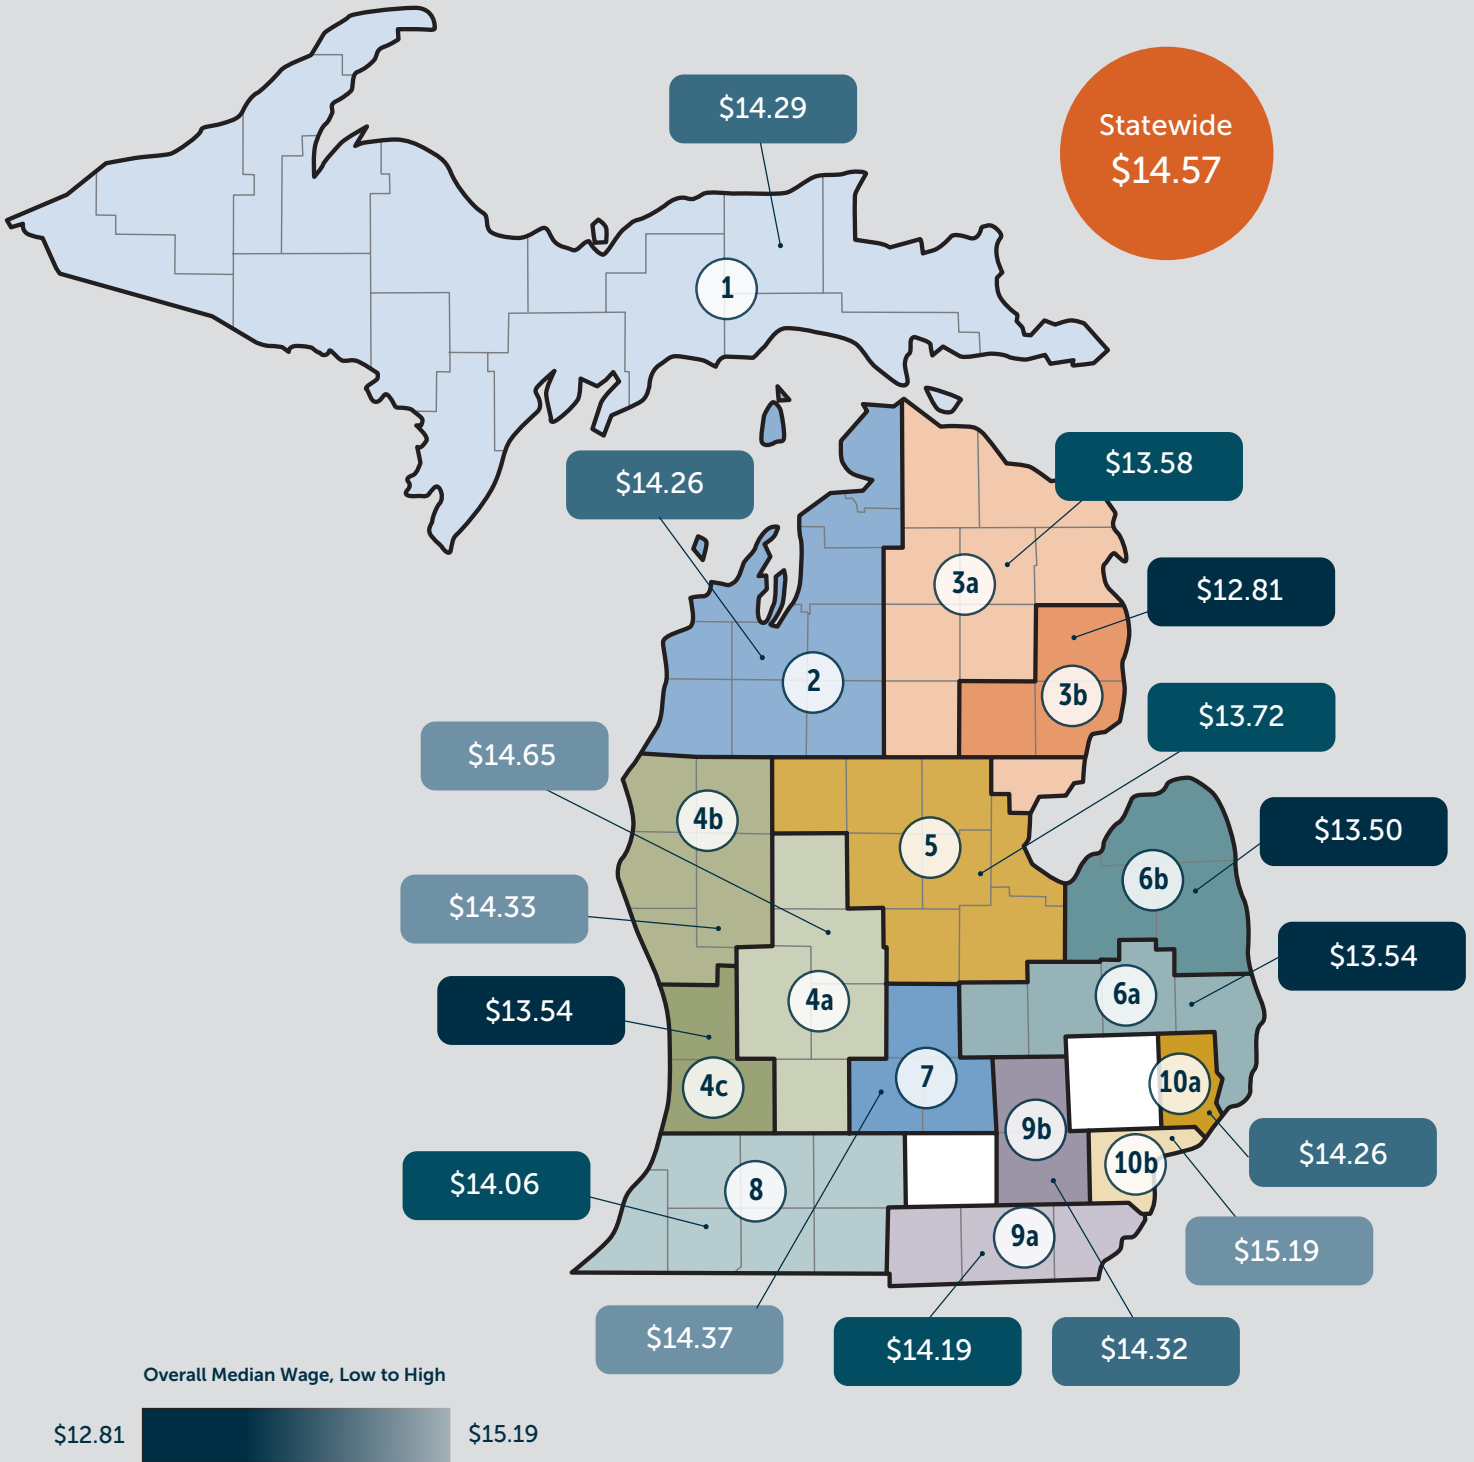 $14.29
Statewide
$14.57
1
$14.26
$13.58
3a
$12.81
2
3b
$13.72
$14.65
4b
5
$13.50
6b
$14.33
$13.54
4a
6a
$13.54
4c
7
10a
9b
$14.26
10b
$14.06
8
9a
$15.19
$14.37
$14.19
$14.32
Overall Median Wage, Low to High
$12.81
$15.19